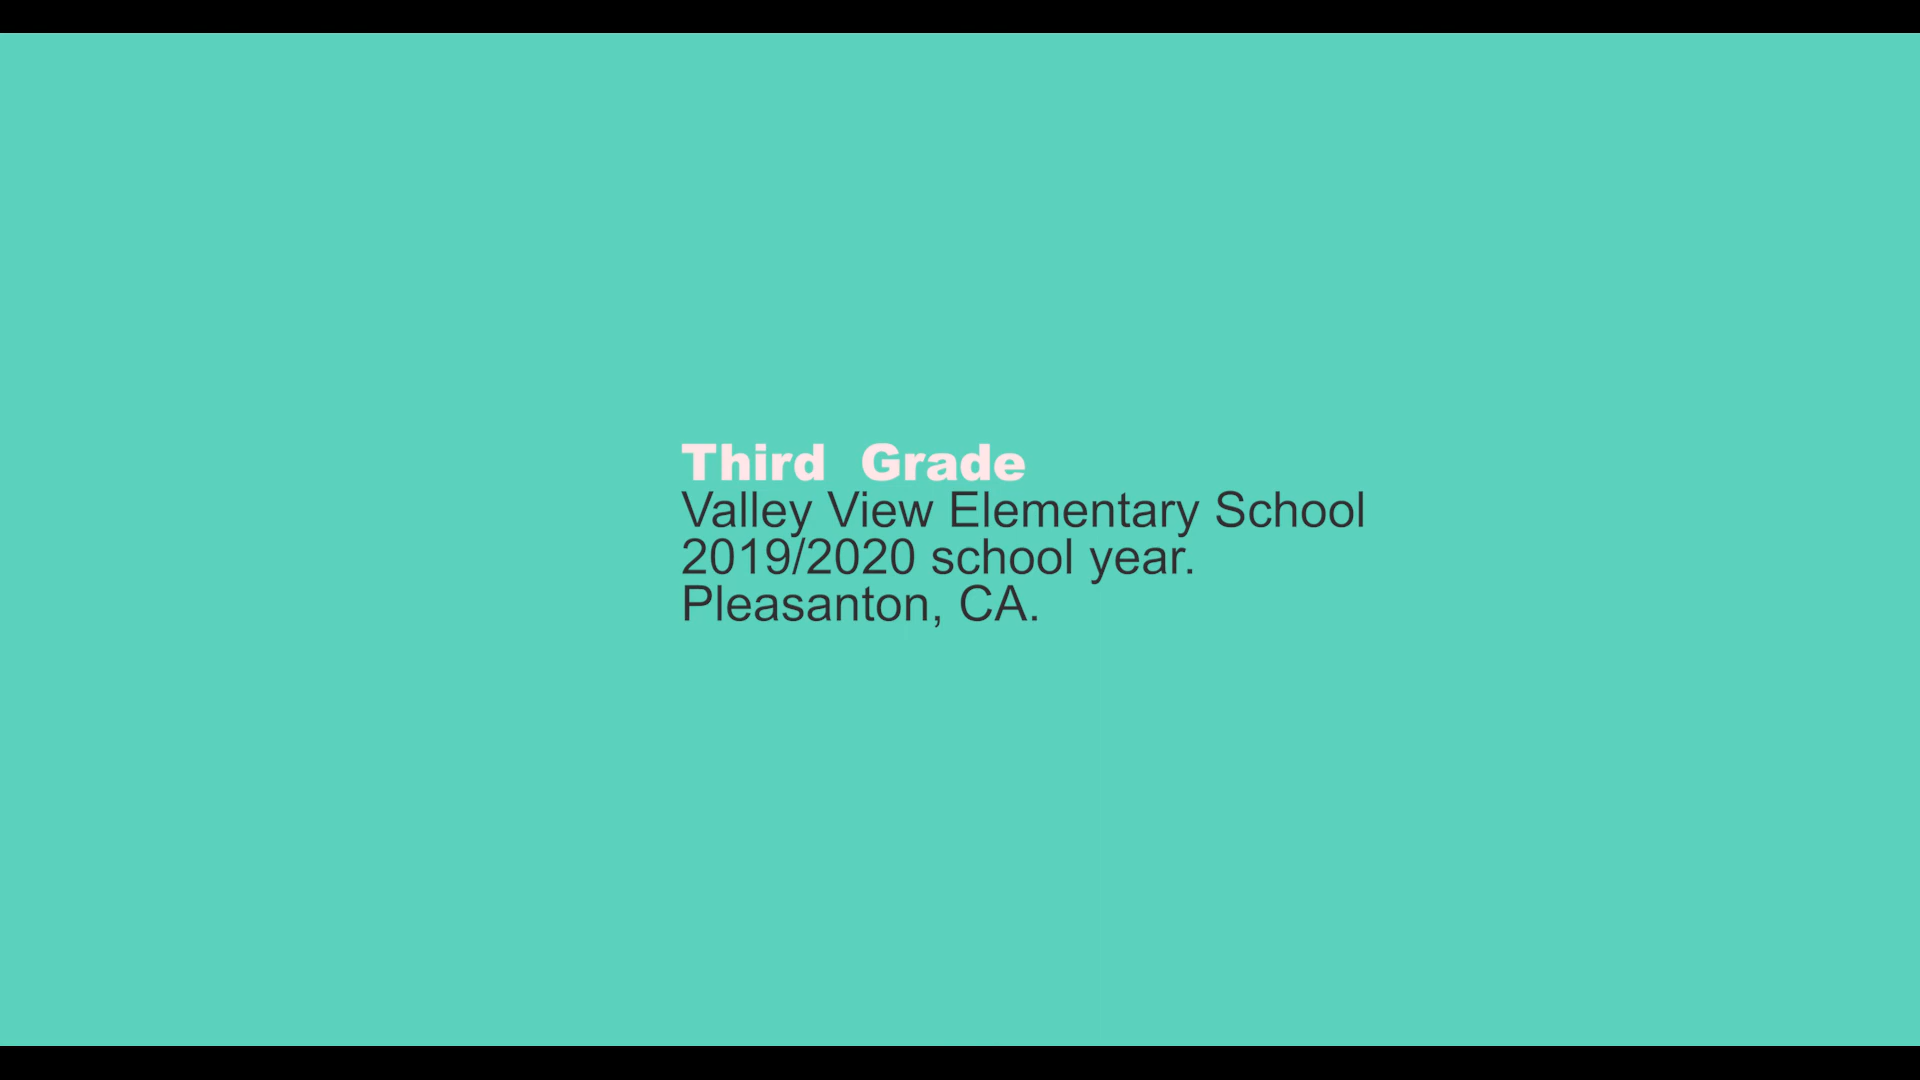 Third Grade
Valley View Elementary School
2019/2020 school year.
Pleasanton, CA.